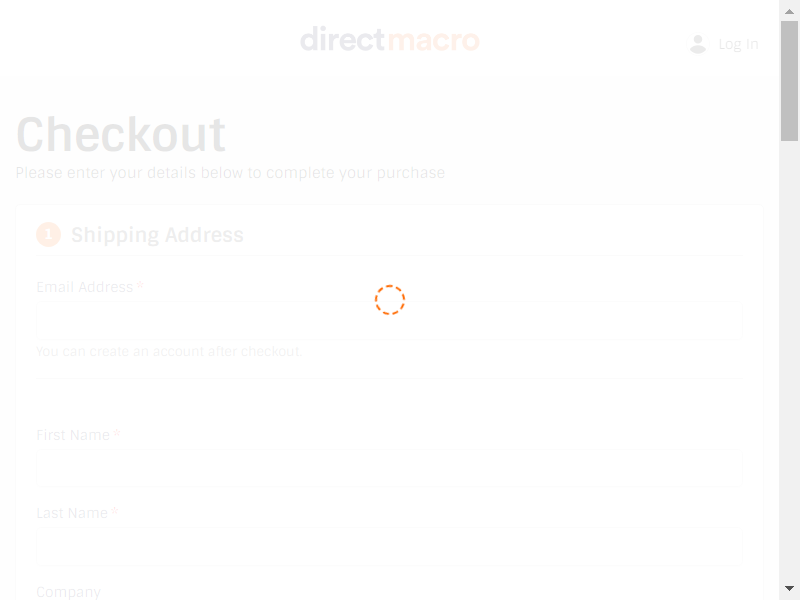 directmacro
Log In
Checkout
Please enter your details below to complete your purchase
1 Shipping Address
Email Address *
You can create an account after checkout.
First Name *
Last Name *
Company